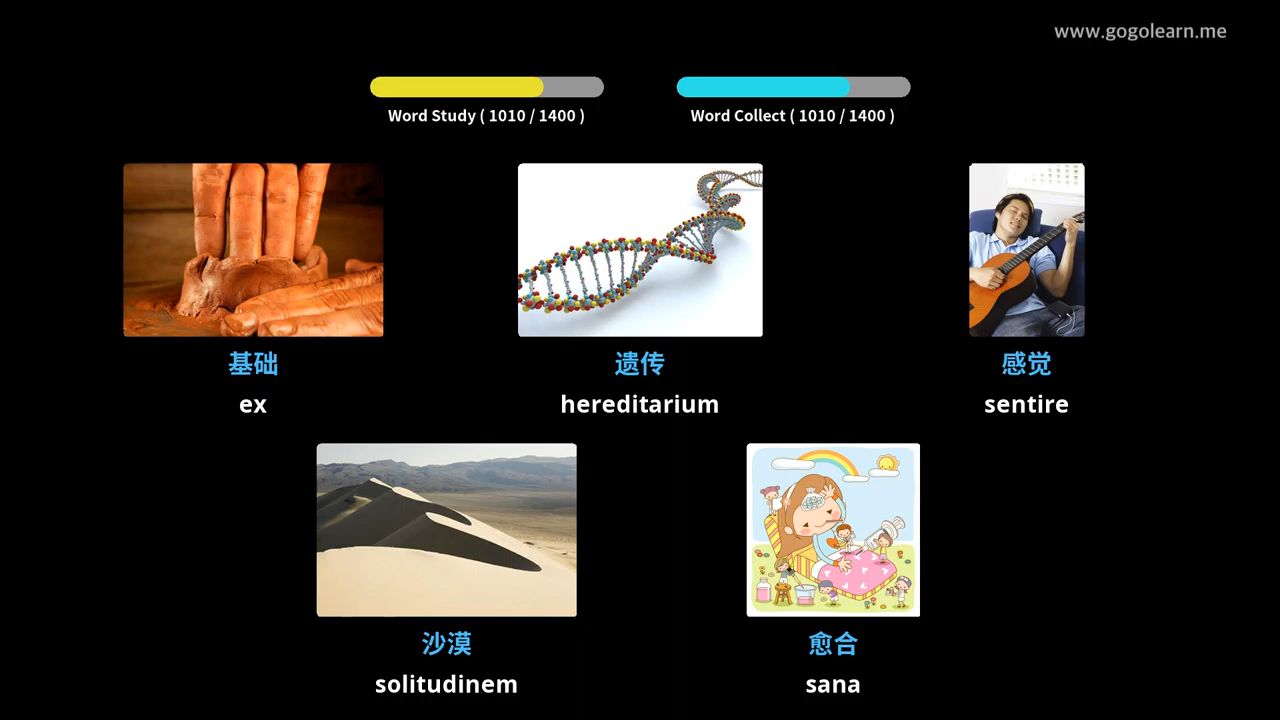 www.gogolearn.me
Word Study ( 1010 / 1400 )
Word Collect ( 1010 / 1400 )
基础
ex
遗传
hereditarium
感觉
sentire
沙漠
solitudinem
愈合
sana